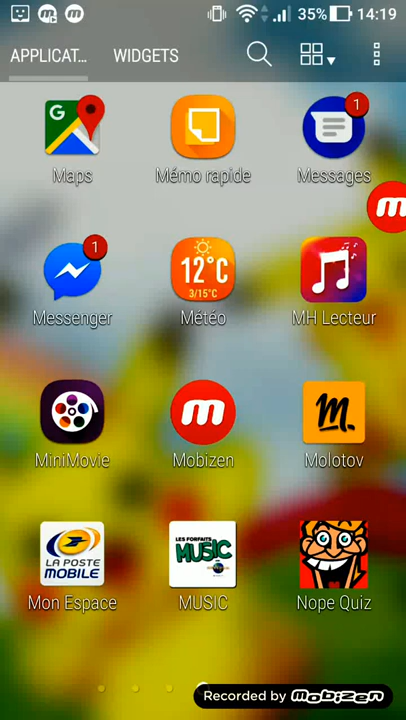 35% 14:19
APPLICAT... WIDGETS
G 1
Maps Mémo rapide Messages
m
1 12°C
3/15°C
Messenger Météo MH Lecteur
m m.
MiniMovie Mobizen Molotov
LES FORFAITS
MUSIC
LA POSTE
MOBILE
Mon Espace MUSIC Nope Quiz
Recorded by mobizen